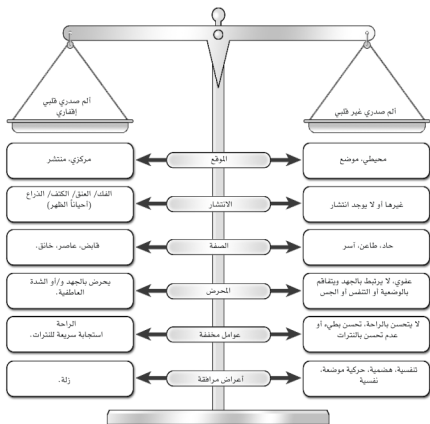 ألم صدري غير قلبي
ألم صدري قلبي
إقفاري
محيطي، موضع
الموقع
مركزي، منتشر
غيرها أو لا يوجد انتشار
الانتشار
الفك/ العنق/ الكتف/ الذراع
(أحياناً الظهر)
حاد، طاعن، آسر
الصفة
قابض، عاصر، خانق.
عفوي، لا يرتبط بالجهد ويتفاقم
بالوضعية أو التنفس أو الجس
المحرض
يحرض بالجهد و/أو الشدة
العاطفية.
لا يتحسن بالراحة، تحسن بطيء أو
عدم تحسن بالنترات
عوامل مخففة
الراحة
استجابة سريعة للنترات.
تنفسية، هضمية، حركية موضعة،
نفسية
أعراض مرافقة
زلة.